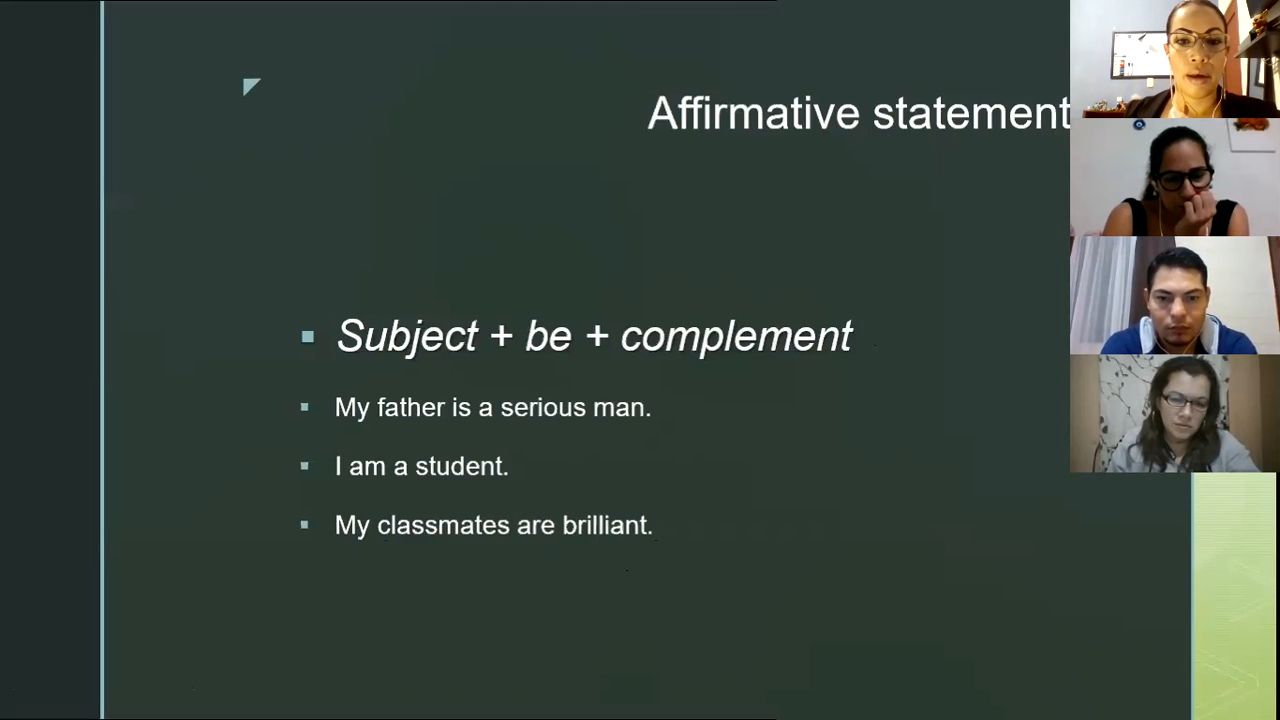 Affirmative statement
Subject + be + complement
My father is a serious man.
I am a student.
My classmates are brilliant.